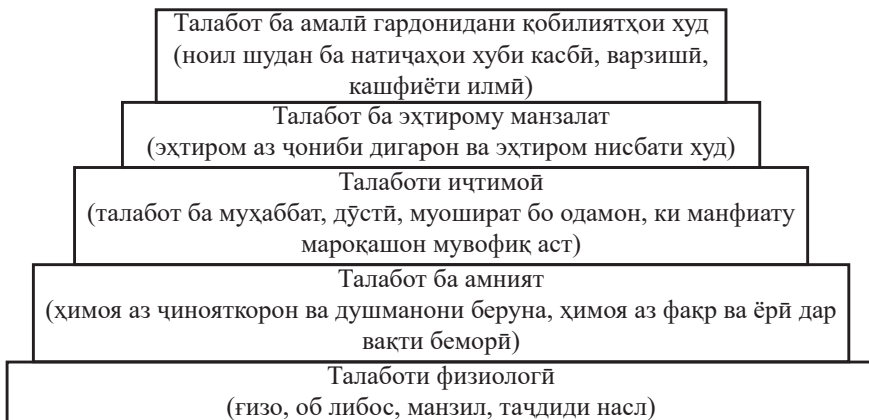 Талабот ба амалӣ гардонидани қобилиятҳои худ
(ноил шудан ба натиҷаҳои хуби касбӣ, варзишӣ,
кашфиёти илмӣ)
Талабот ба эҳтирому манзалат
(эҳтиром аз ҷониби дигарон ва эҳтиром нисбати худ)
Талаботи иҷтимой
(талабот ба муҳаббат, дӯстӣ, муошират бо одамон, ки манфиату
мароқашон мувофиқ аст)
Талабот ба амният
(ҳимоя аз ҷинояткорон ва душманони беруна, ҳимоя аз фақр ва ёрӣ дар
вақти беморӣ)
Талаботи физиологӣ
(ғизо, об либос, манзил, таҷдиди насл)